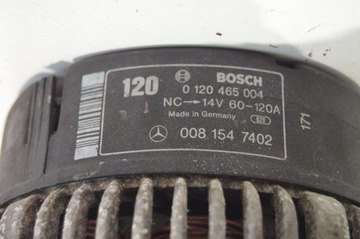 120 BOSCH
0 120 465 004
NC→14V 60-120A
Made in Germany
008 154 7402
171